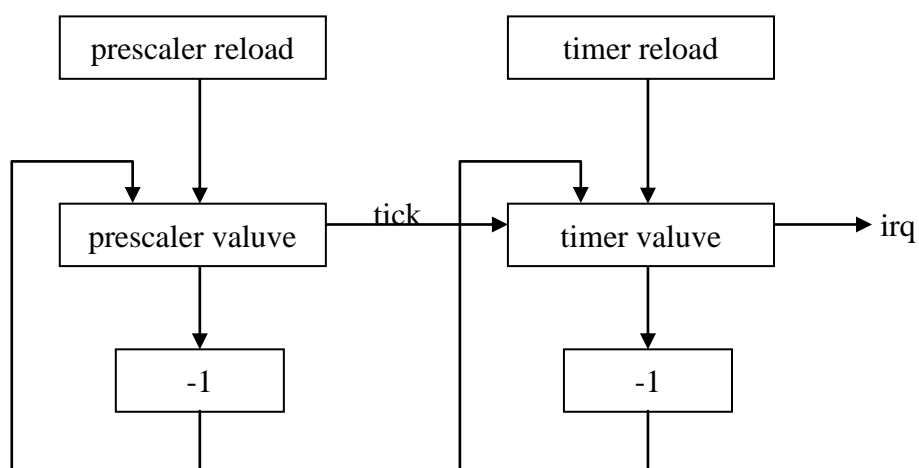 prescaler reload
timer reload
prescaler valuve
tick
timer valuve
irq
-1
-1